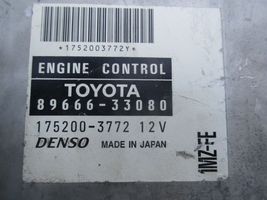 *1752003772Y*
ENGINE CONTROL
TOYOTA
89666-33080
175200-3772 12V
DENSO MADE IN JAPAN
1MZ-FE